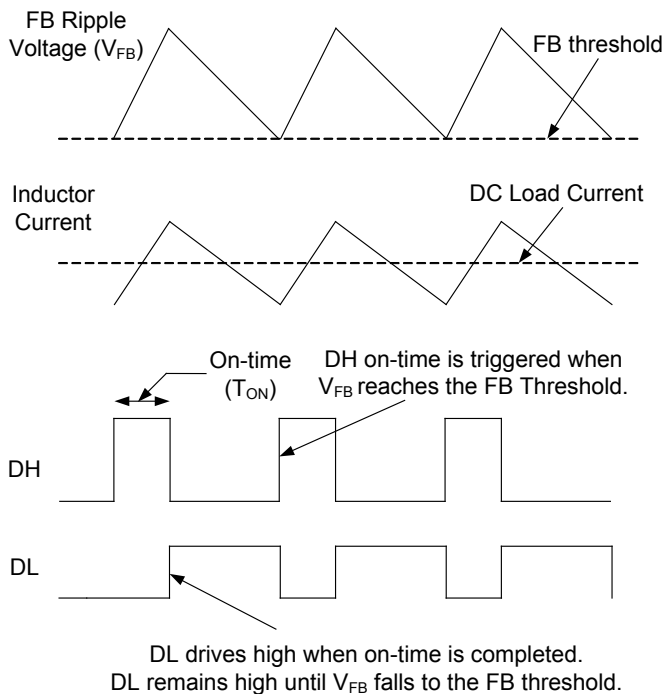 FB Ripple
Voltage (VFB)
FB threshold
Inductor
Current
DC Load Current
On-time
(TON)
DH on-time is triggered when
VFB reaches the FB Threshold.
DH
DL
DL drives high when on-time is completed.
DL remains high until VFB falls to the FB threshold.